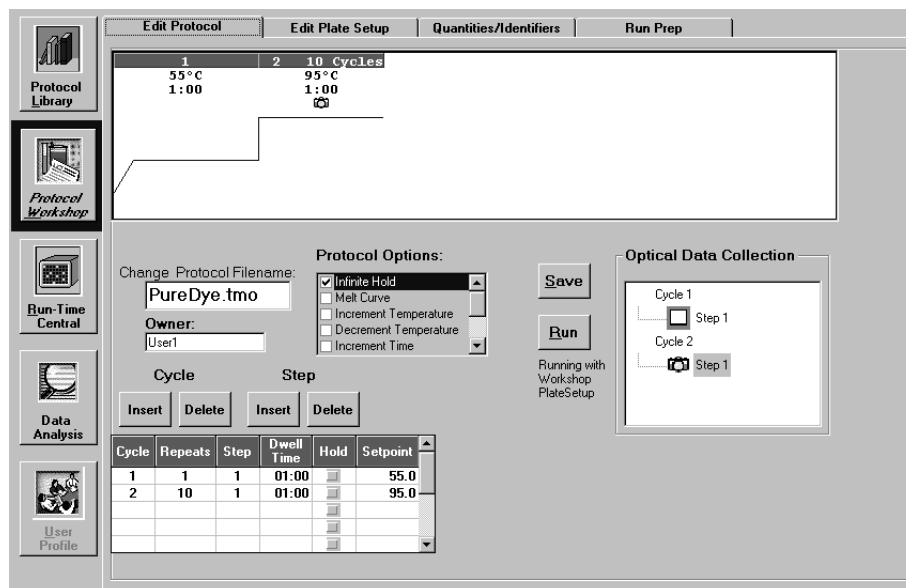 Edit Protocol
Edit Plate Setup
Quantities/Identifiers
Run Prep
Protocol
Library
Protocol
Workshop
Run-Time
Central
Data
Analysis
User
Profile
1 2 10 Cycles
55°C 95°C
1:00 1:00
Change Protocol Filename:
PureDye.tmo
Owner:
User1
Protocol Options:
Infinite Hold
Melt Curve
Increment Temperature
Decrement Temperature
Increment Time
Save
Run
Running with
Workshop
PlateSetup
Optical Data Collection
Cycle 1
Step 1
Cycle 2
Step 1
Cycle Step
Insert Delete Insert Delete
Cycle Repeats Step Dwell Time Hold Setpoint
1 1 1 01:00 55.0
2 10 1 01:00 95.0